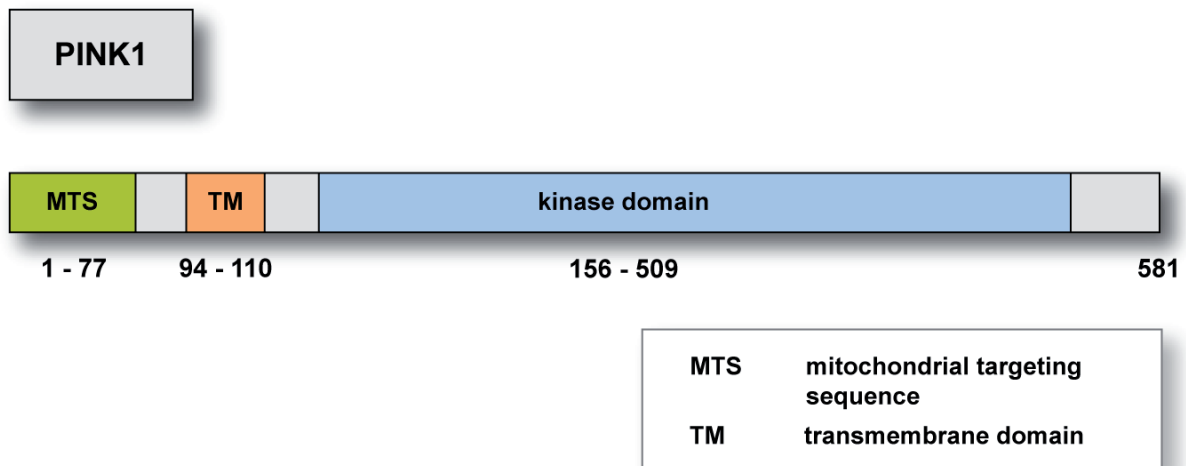 PINK1
MTS TM kinase domain
1 - 77 94 - 110 156 - 509 581
MTS mitochondrial targeting
sequence
TM transmembrane domain